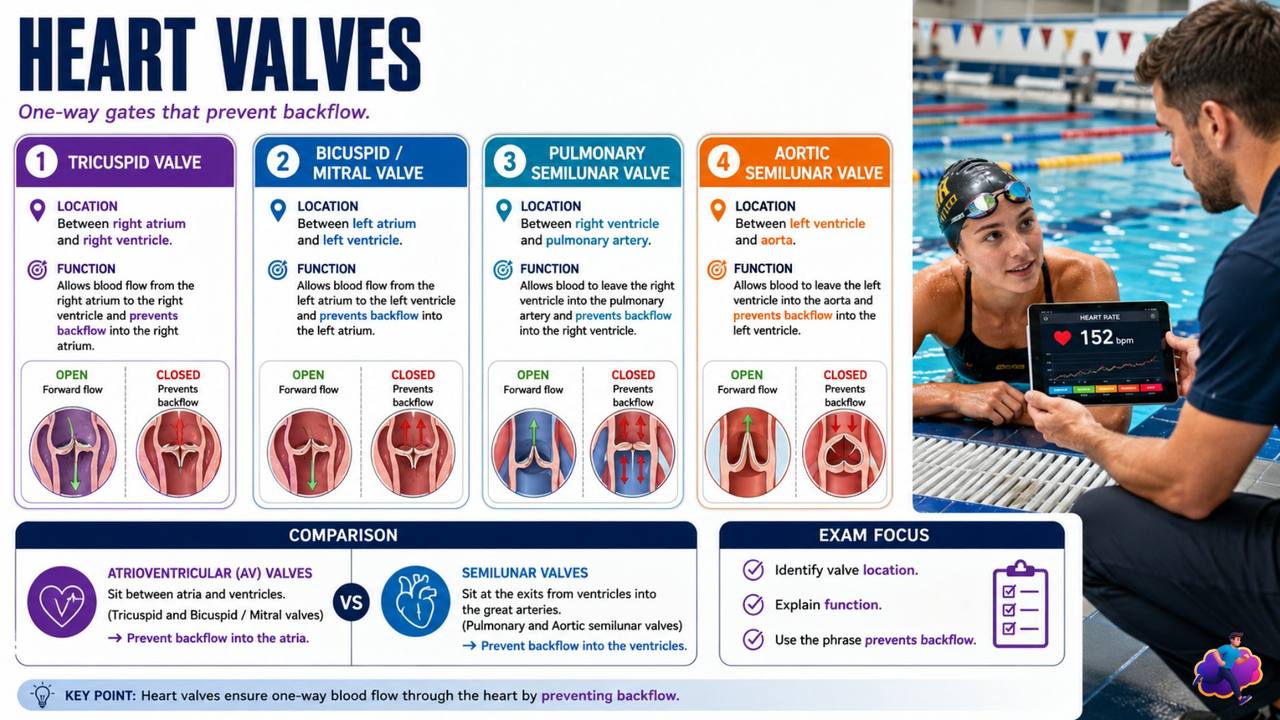 HEART VALVES
One-way gates that prevent backflow.
1 TRICUSPID VALVE
LOCATION
Between right atrium
and right ventricle.
FUNCTION
Allows blood flow from the
right atrium to the right
ventricle and prevents
backflow into the right
atrium.
OPEN
Forward flow
CLOSED
Prevents
backflow
2 BICUSPID /
MITRAL VALVE
LOCATION
Between left atrium
and left ventricle.
FUNCTION
Allows blood flow from the
left atrium to the left ventricle
and prevents backflow into
the left atrium.
OPEN
Forward flow
CLOSED
Prevents
backflow
3 PULMONARY
SEMILUNAR VALVE
LOCATION
Between right ventricle
and pulmonary artery.
FUNCTION
Allows blood to leave the right
ventricle into the pulmonary
artery and prevents backflow
into the right ventricle.
OPEN
Forward flow
CLOSED
Prevents
backflow
4 AORTIC
SEMILUNAR VALVE
LOCATION
Between left ventricle
and aorta.
FUNCTION
Allows blood to leave the left
ventricle into the aorta and
prevents backflow into the
left ventricle.
OPEN
Forward flow
CLOSED
Prevents
backflow
HEART RATE
152 bpm
COMPARISON
ATRIOVENTRICULAR (AV) VALVES
Sit between atria and ventricles.
(Tricuspid and Bicuspid / Mitral valves)
→ Prevent backflow into the atria.
VS
SEMILUNAR VALVES
Sit at the exits from ventricles into
the great arteries.
(Pulmonary and Aortic semilunar valves)
→ Prevent backflow into the ventricles.
EXAM FOCUS
Identify valve location.
Explain function.
Use the phrase prevents backflow.
KEY POINT: Heart valves ensure one-way blood flow through the heart by preventing backflow.